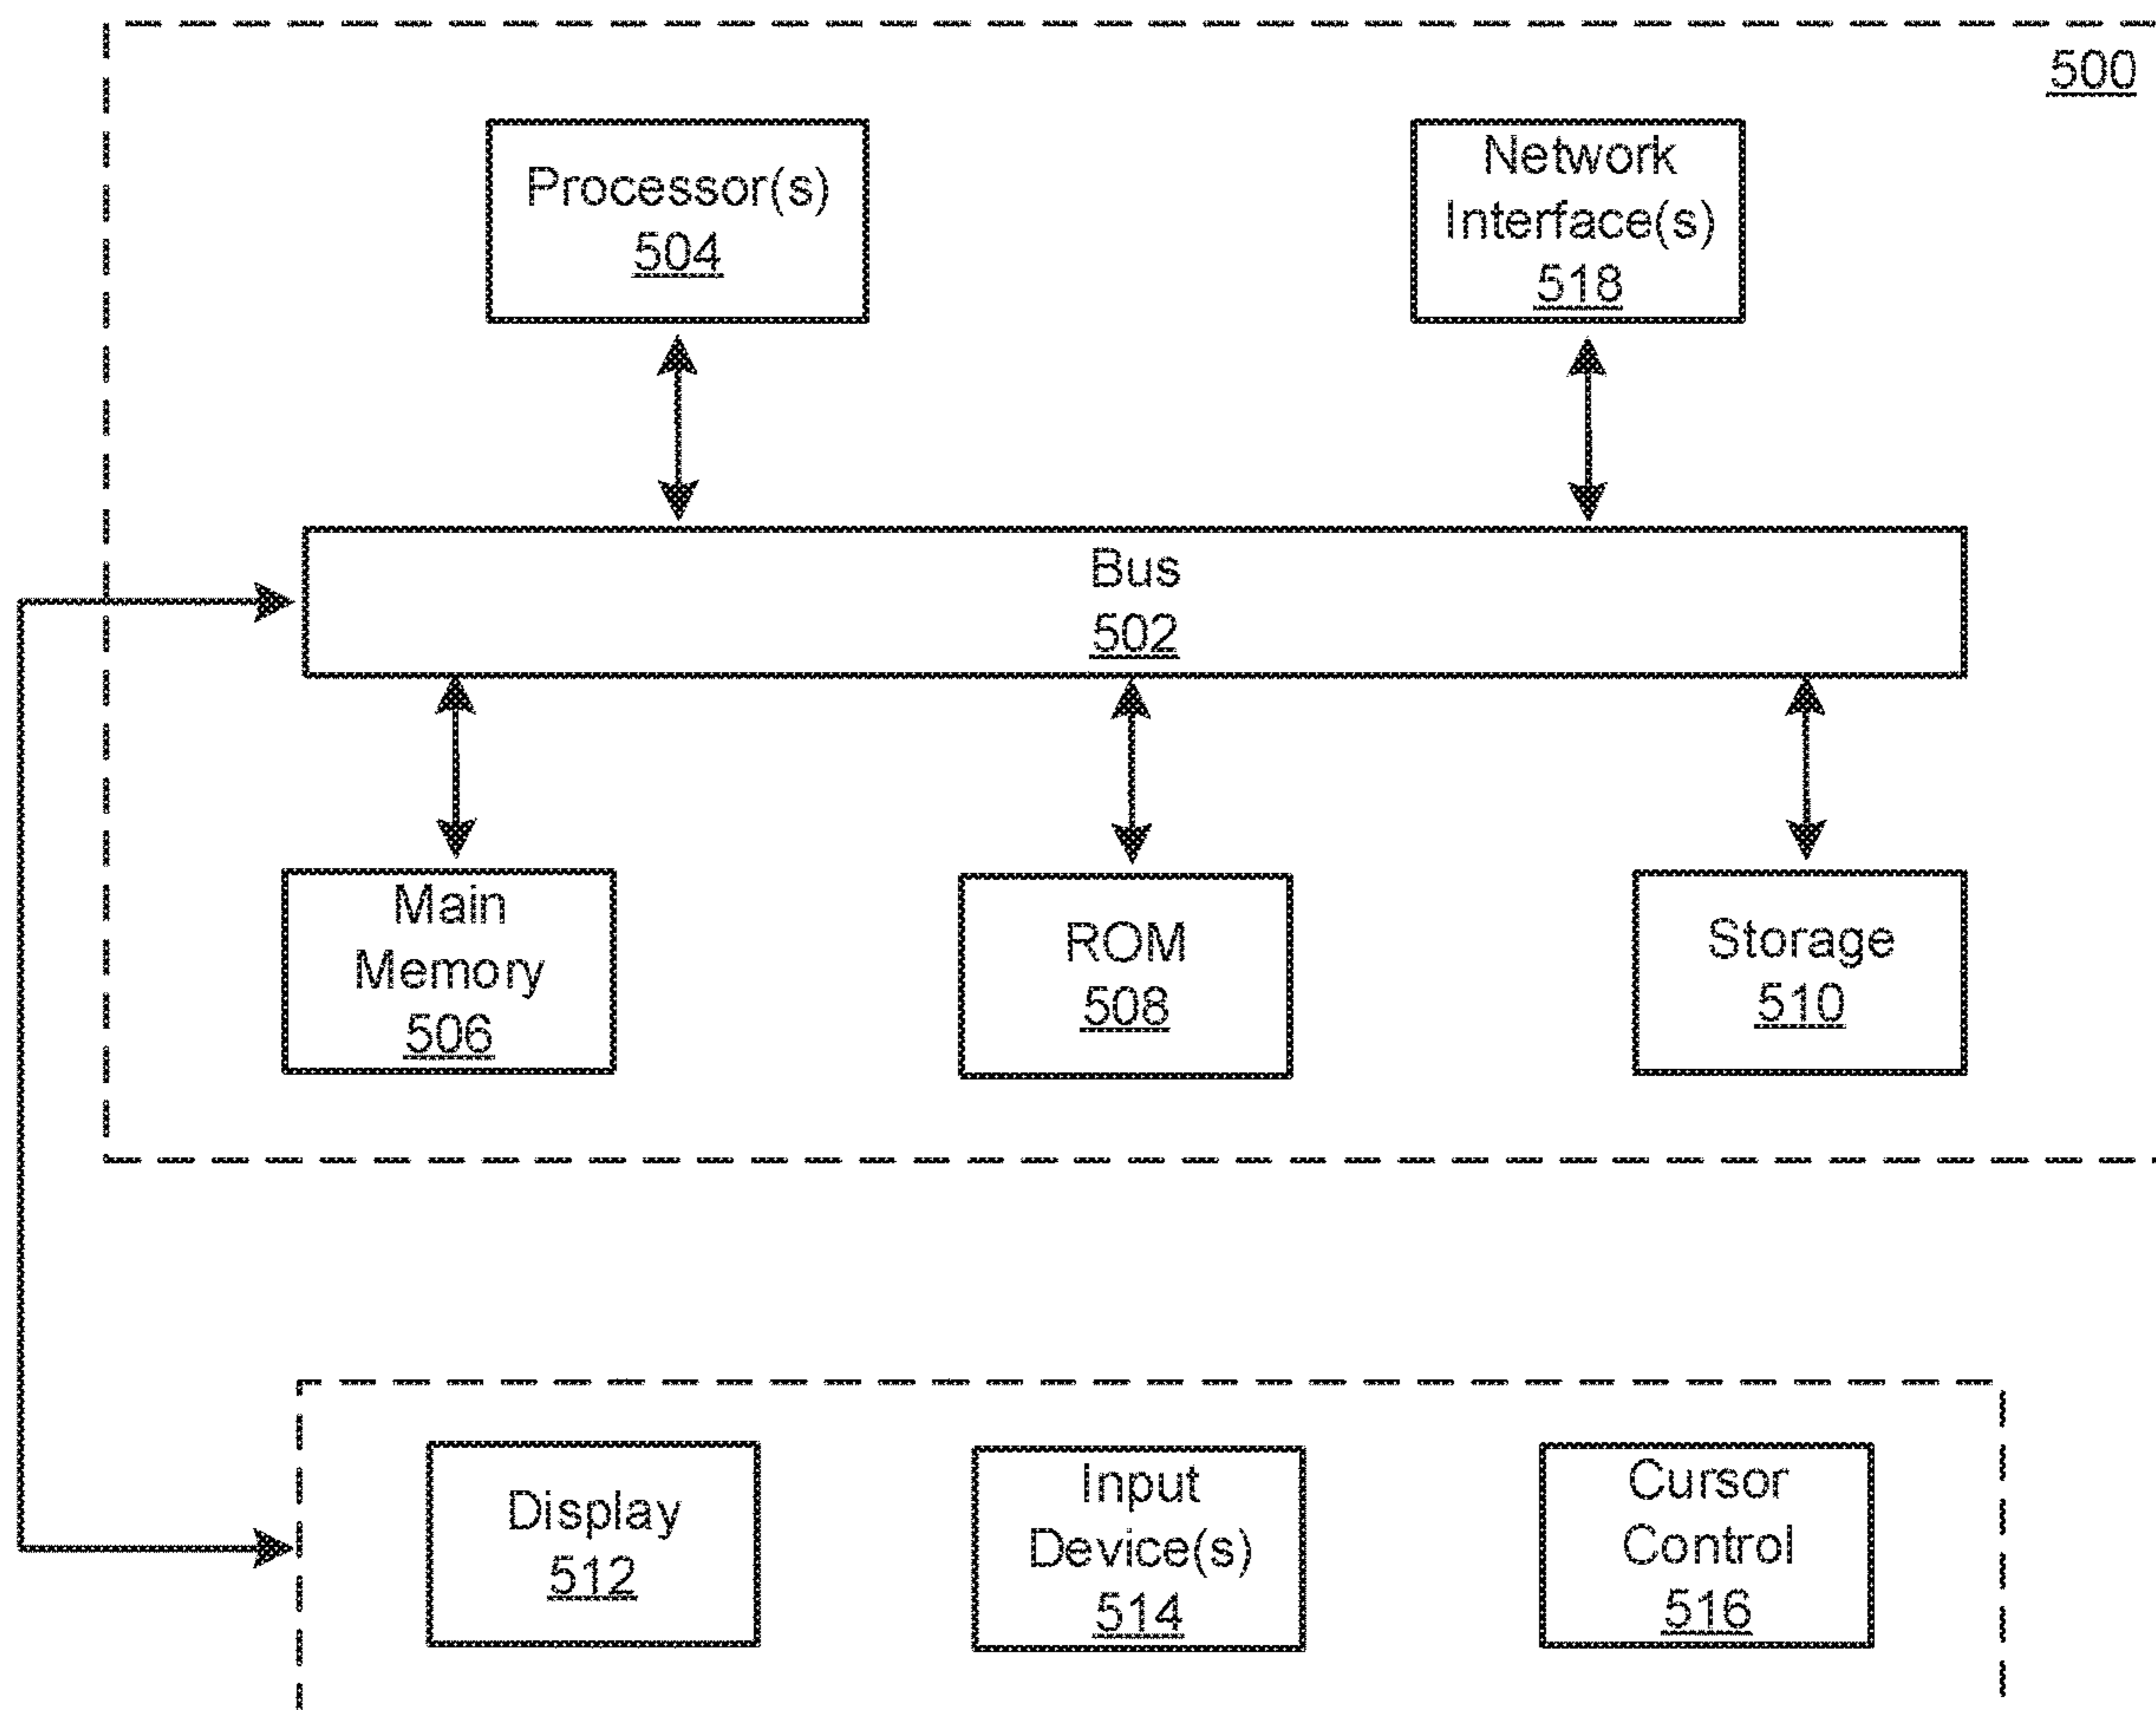 500
Processor(s)
504
Network
Interface(s)
518
Bus
502
Main
Memory
506
ROM
508
Storage
510
Display
512
Input
Device(s)
514
Cursor
Control
516